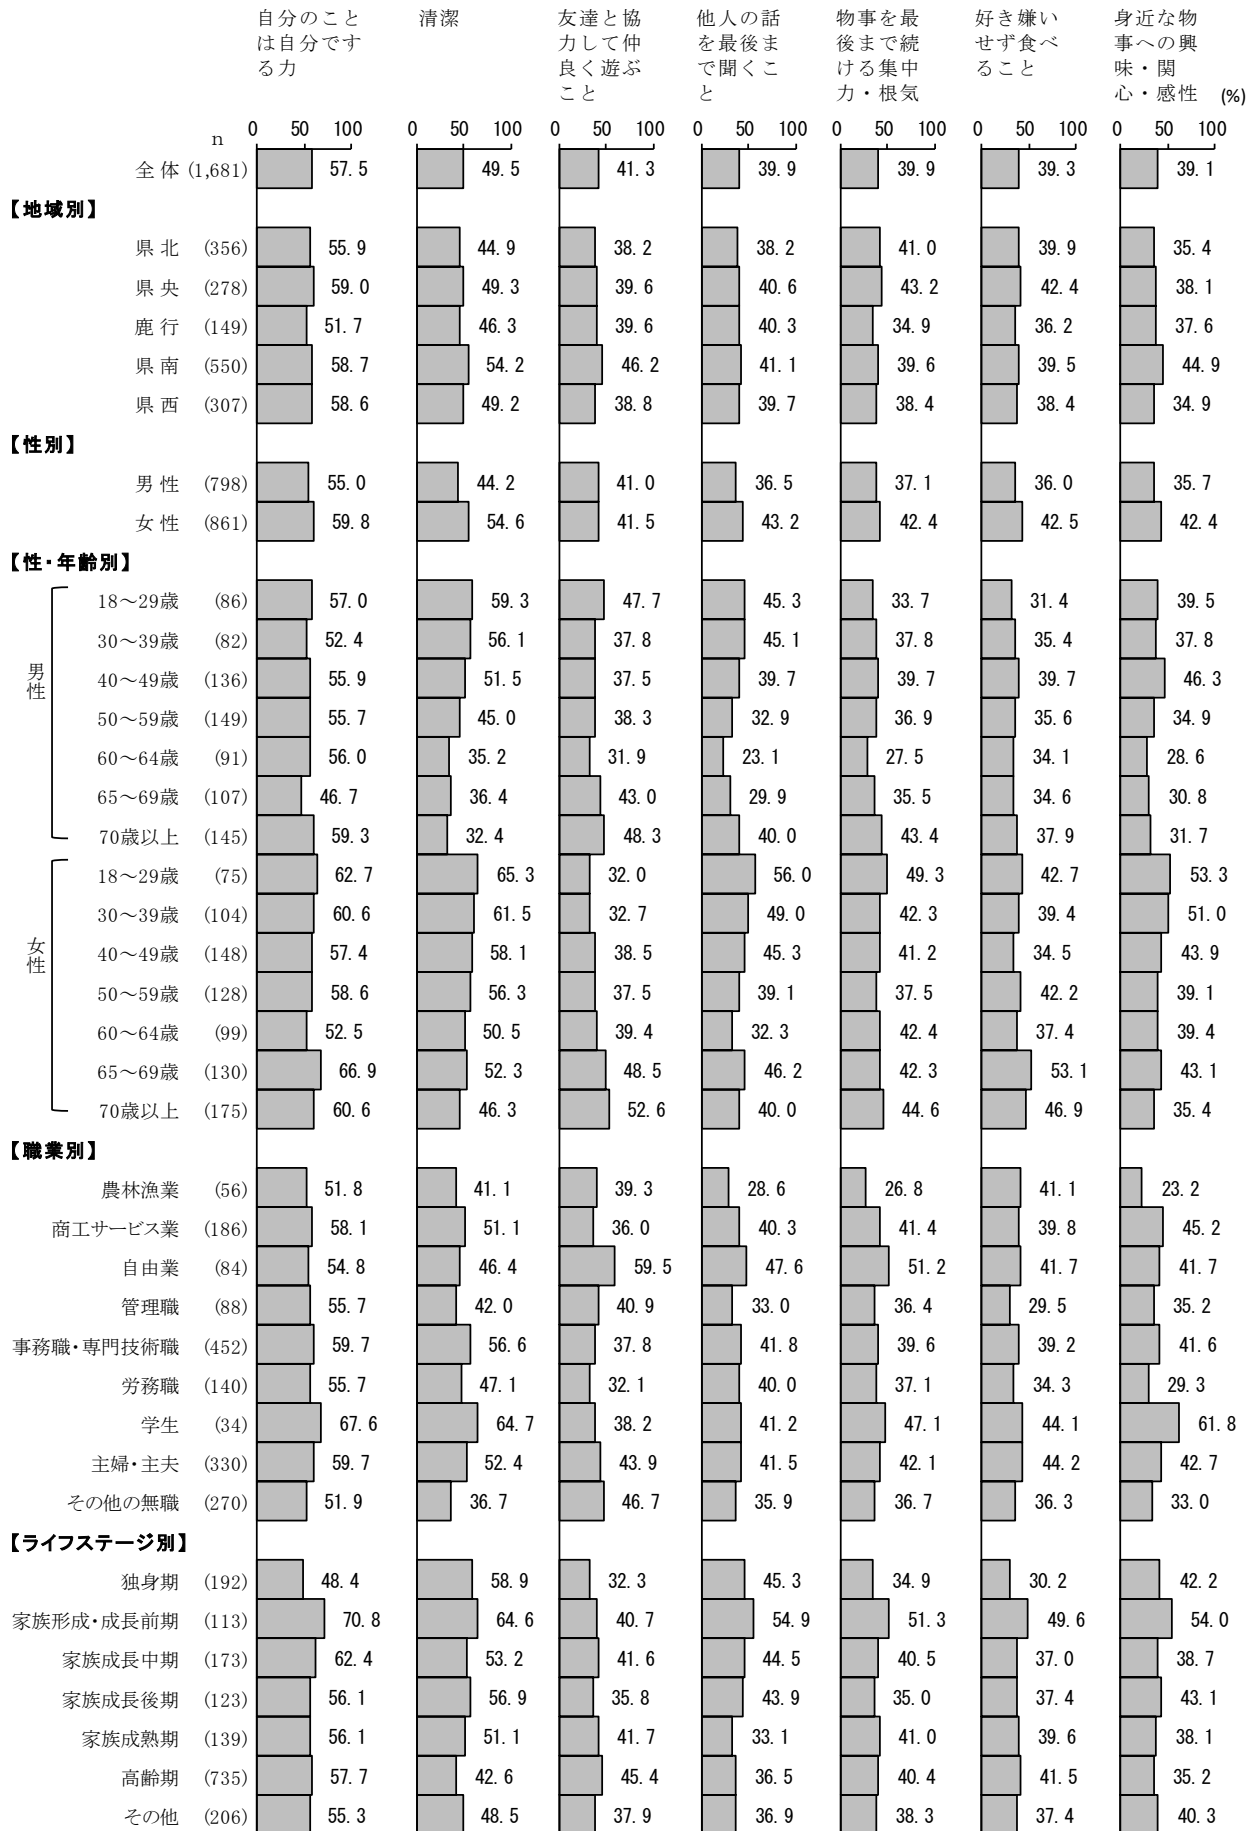 自分のこと
は自分です
る力
清潔
友達と協
力して仲
良く遊ぶ
こと
他人の話
を最後ま
で聞くこ
と
物事を最
後まで続
ける集中
力・根気
好き嫌い
せず食べ
ること
身近な物
事への興
味・関
心・感性
(%)
n 0 50 100 0 50 100 0 50 100 0 50 100 0 50 100 0 50 100 0 50 100
全体 (1,681) 57.5 49.5 41.3 39.9 39.9 39.3 39.1
【地域別】
県北 (356) 55.9 44.9 38.2 38.2 41.0 39.9 35.4
県央 (278) 59.0 49.3 39.6 40.6 43.2 42.4 38.1
鹿行 (149) 51.7 46.3 39.6 40.3 34.9 36.2 37.6
県南 (550) 58.7 54.2 46.2 41.1 39.6 39.5 44.9
県西 (307) 58.6 49.2 38.8 39.7 38.4 38.4 34.9
【性別】
男性 (798) 55.0 44.2 41.0 36.5 37.1 36.0 35.7
女性 (861) 59.8 54.6 41.5 43.2 42.4 42.5 42.4
【性・年齢別】
男性
18～29歳 (86) 57.0 59.3 47.7 45.3 33.7 31.4 39.5
30～39歳 (82) 52.4 56.1 37.8 45.1 37.8 35.4 37.8
40～49歳 (136) 55.9 51.5 37.5 39.7 39.7 39.7 46.3
50～59歳 (149) 55.7 45.0 38.3 32.9 36.9 35.6 34.9
60～64歳 (91) 56.0 35.2 31.9 23.1 27.5 34.1 28.6
65～69歳 (107) 46.7 36.4 43.0 29.9 35.5 34.6 30.8
70歳以上 (145) 59.3 32.4 48.3 40.0 43.4 37.9 31.7
女性
18～29歳 (75) 62.7 65.3 32.0 56.0 49.3 42.7 53.3
30～39歳 (104) 60.6 61.5 32.7 49.0 42.3 39.4 51.0
40～49歳 (148) 57.4 58.1 38.5 45.3 41.2 34.5 43.9
50～59歳 (128) 58.6 56.3 37.5 39.1 37.5 42.2 39.1
60～64歳 (99) 52.5 50.5 39.4 32.3 42.4 37.4 39.4
65～69歳 (130) 66.9 52.3 48.5 46.2 42.3 53.1 43.1
70歳以上 (175) 60.6 46.3 52.6 40.0 44.6 46.9 35.4
【職業別】
農林漁業 (56) 51.8 41.1 39.3 28.6 26.8 41.1 23.2
商工サービス業 (186) 58.1 51.1 36.0 40.3 41.4 39.8 45.2
自由業 (84) 54.8 46.4 59.5 47.6 51.2 41.7 41.7
管理職 (88) 55.7 42.0 40.9 33.0 36.4 29.5 35.2
事務職・専門技術職 (452) 59.7 56.6 37.8 41.8 39.6 39.2 41.6
労務職 (140) 55.7 47.1 32.1 40.0 37.1 34.3 29.3
学生 (34) 67.6 64.7 38.2 41.2 47.1 44.1 61.8
主婦・主夫 (330) 59.7 52.4 43.9 41.5 42.1 44.2 42.7
その他の無職 (270) 51.9 36.7 46.7 35.9 36.7 36.3 33.0
【ライフステージ別】
独身期 (192) 48.4 58.9 32.3 45.3 34.9 30.2 42.2
家族形成・成長前期 (113) 70.8 64.6 40.7 54.9 51.3 49.6 54.0
家族成長中期 (173) 62.4 53.2 41.6 44.5 40.5 37.0 38.7
家族成長後期 (123) 56.1 56.9 35.8 43.9 35.0 37.4 43.1
家族成熟期 (139) 56.1 51.1 41.7 33.1 41.0 39.6 38.1
高齢期 (735) 57.7 42.6 45.4 36.5 40.4 41.5 35.2
その他 (206) 55.3 48.5 37.9 36.9 38.3 37.4 40.3